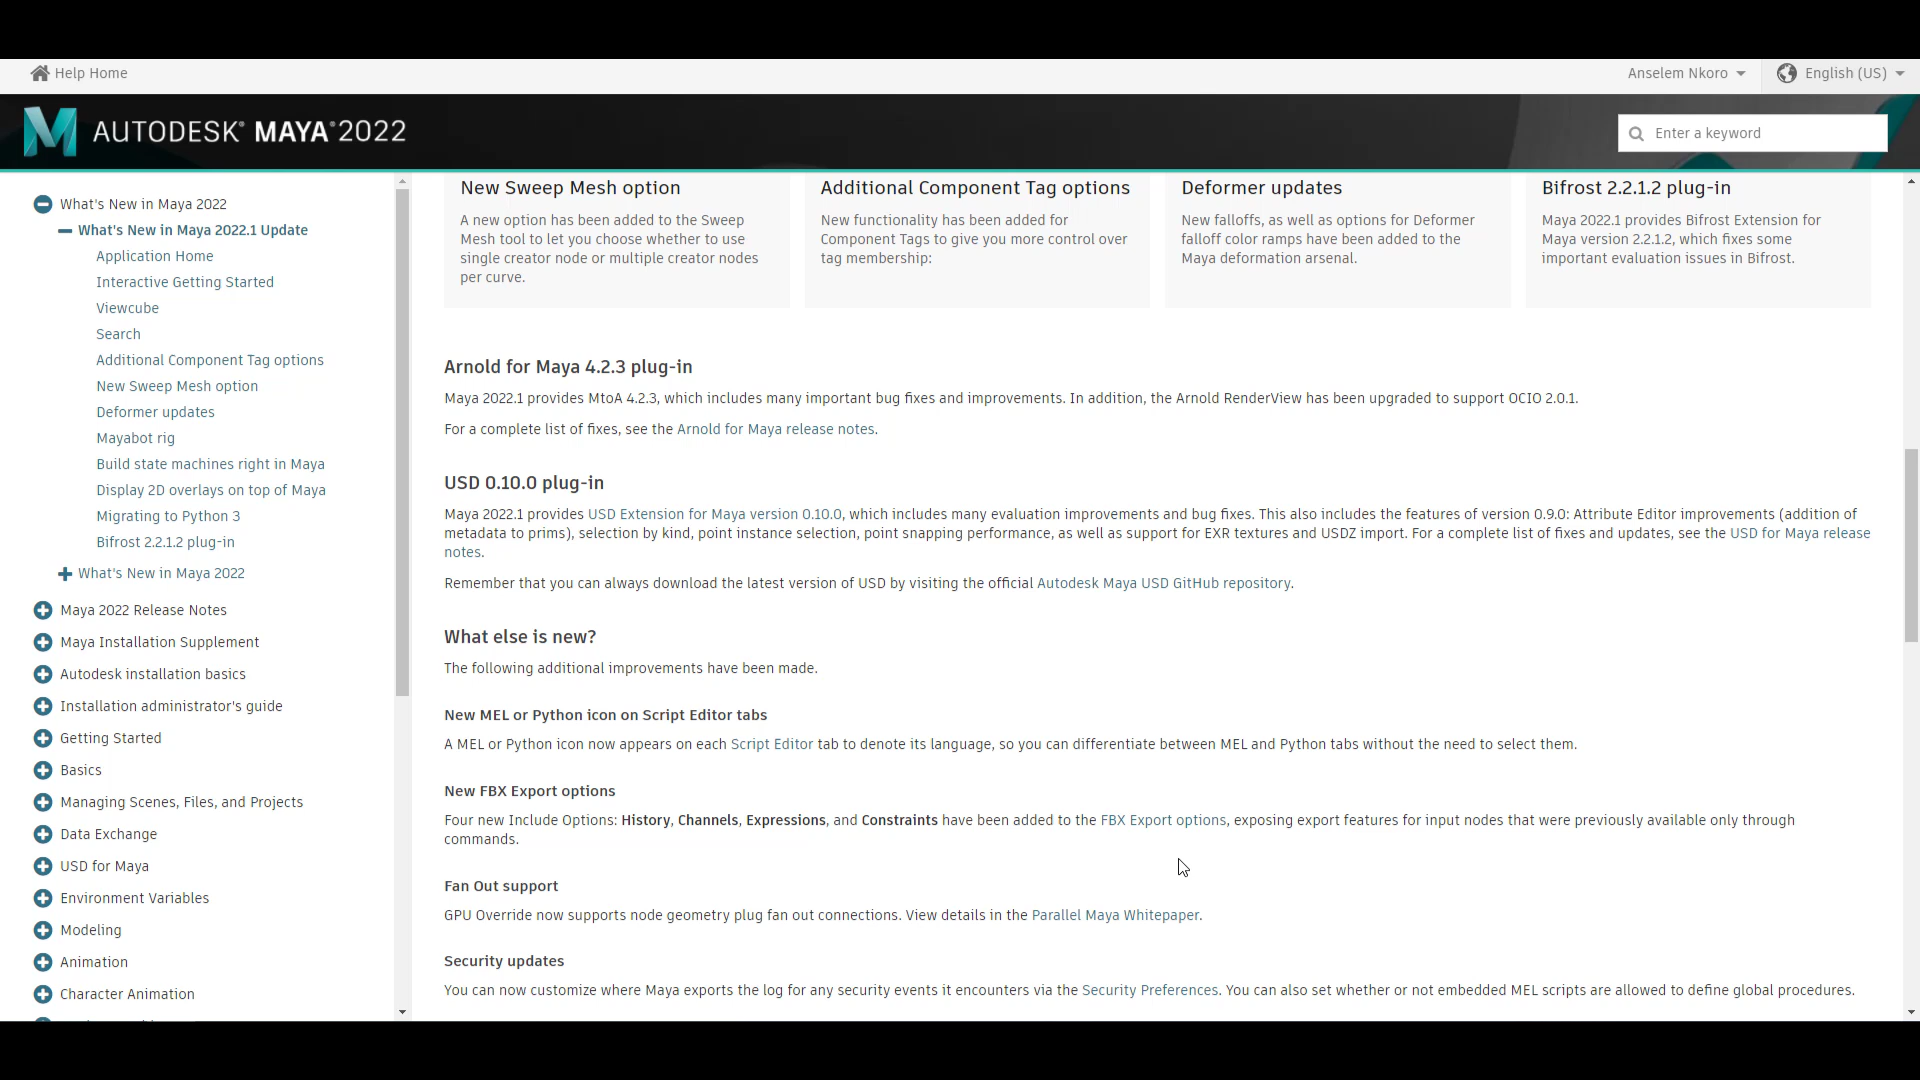 Help Home
Anselem Nkoro
English (US)
AUTODESK® MAYA®2022
Enter a keyword
What's New in Maya 2022
What's New in Maya 2022.1 Update
Application Home
Interactive Getting Started
Viewcube
Search
Additional Component Tag options
New Sweep Mesh option
Deformer updates
Mayabot rig
Build state machines right in Maya
Display 2D overlays on top of Maya
Migrating to Python 3
Bifrost 2.2.1.2 plug-in
What's New in Maya 2022
Maya 2022 Release Notes
Maya Installation Supplement
Autodesk installation basics
Installation administrator's guide
Getting Started
Basics
Managing Scenes, Files, and Projects
Data Exchange
USD for Maya
Environment Variables
Modeling
Animation
Character Animation
New Sweep Mesh option
A new option has been added to the Sweep
Mesh tool to let you choose whether to use
single creator node or multiple creator nodes
per curve.
Additional Component Tag options
New functionality has been added for
Component Tags to give you more control over
tag membership:
Deformer updates
New falloffs, as well as options for Deformer
falloff color ramps have been added to the
Maya deformation arsenal.
Bifrost 2.2.1.2 plug-in
Maya 2022.1 provides Bifrost Extension for
Maya version 2.2.1.2, which fixes some
important evaluation issues in Bifrost.
Arnold for Maya 4.2.3 plug-in
Maya 2022.1 provides MtoA 4.2.3, which includes many important bug fixes and improvements. In addition, the Arnold RenderView has been upgraded to support OCIO 2.0.1.
For a complete list of fixes, see the Arnold for Maya release notes.
USD 0.10.0 plug-in
Maya 2022.1 provides USD Extension for Maya version 0.10.0, which includes many evaluation improvements and bug fixes. This also includes the features of version 0.9.0: Attribute Editor improvements (addition of
metadata to prims), selection by kind, point instance selection, point snapping performance, as well as support for EXR textures and USDZ import. For a complete list of fixes and updates, see the USD for Maya release
notes.
Remember that you can always download the latest version of USD by visiting the official Autodesk Maya USD GitHub repository.
What else is new?
The following additional improvements have been made.
New MEL or Python icon on Script Editor tabs
A MEL or Python icon now appears on each Script Editor tab to denote its language, so you can differentiate between MEL and Python tabs without the need to select them.
New FBX Export options
Four new Include Options: History, Channels, Expressions, and Constraints have been added to the FBX Export options, exposing export features for input nodes that were previously available only through
commands.
Fan Out support
GPU Override now supports node geometry plug fan out connections. View details in the Parallel Maya Whitepaper.
Security updates
You can now customize where Maya exports the log for any security events it encounters via the Security Preferences. You can also set whether or not embedded MEL scripts are allowed to define global procedures.